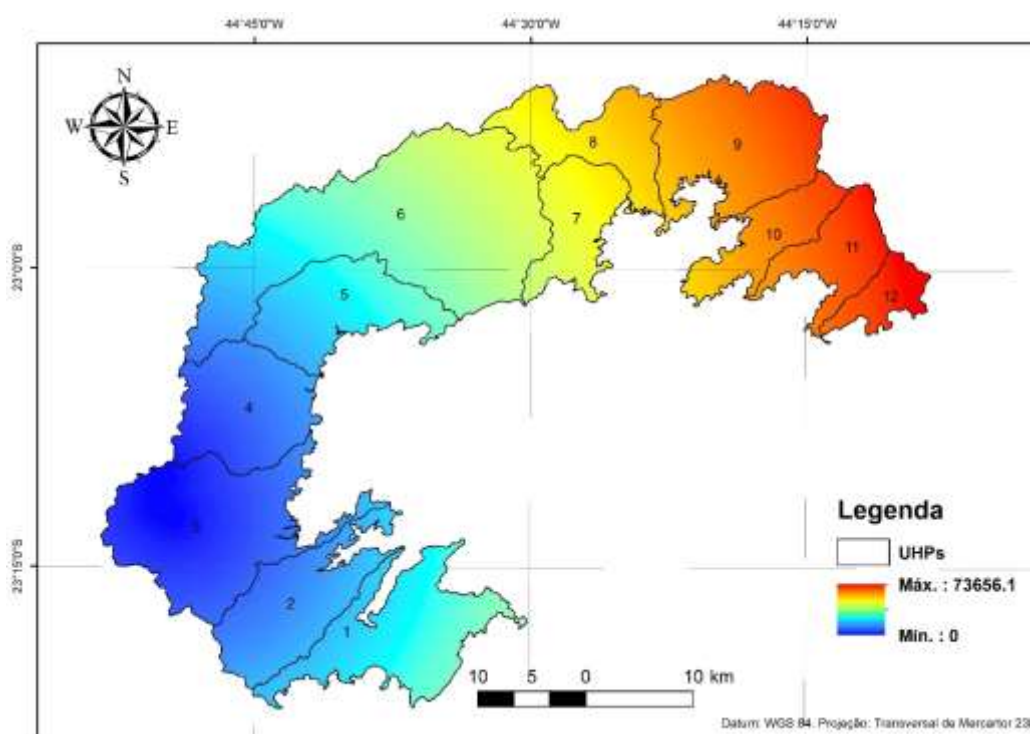 44°45'0"W 44°30'0"W 44°15'0"W
N
W E
S
8
9
6
7
10
11
23°0'0"S
5
12
4
3
Legenda
UHPs
23°15'0"S
Máx. : 73656.1
2
1
Mín. : 0
10 5 0 10 km
Datum: WGS 84. Projeção: Transversal de Mercartor 23